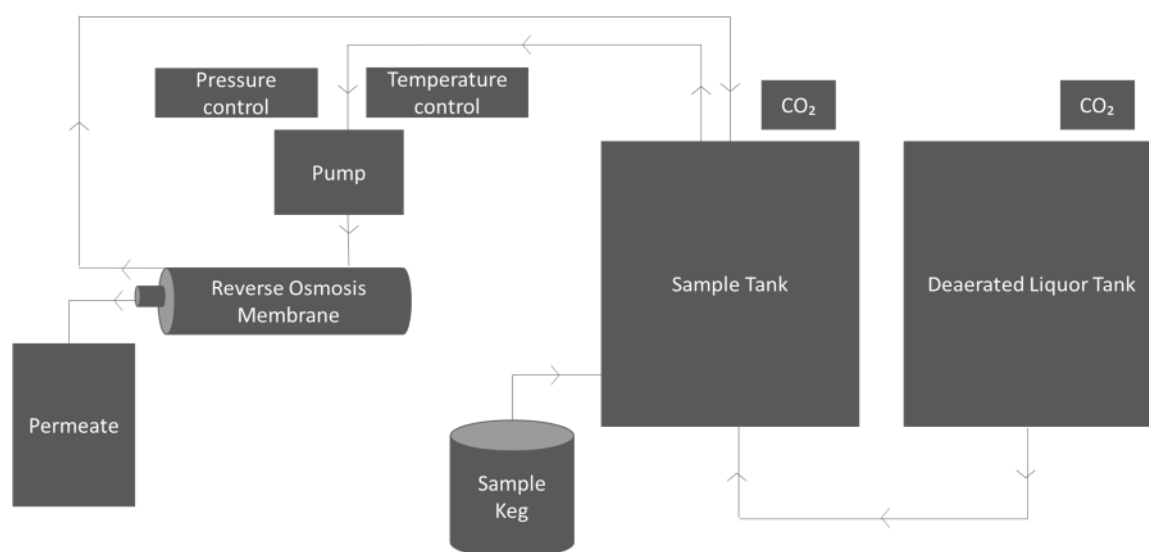 Pressure
control
Temperature
control
CO₂
CO₂
Pump
Sample Tank
Deaerated Liquor Tank
Reverse Osmosis
Membrane
Permeate
Sample
Keg